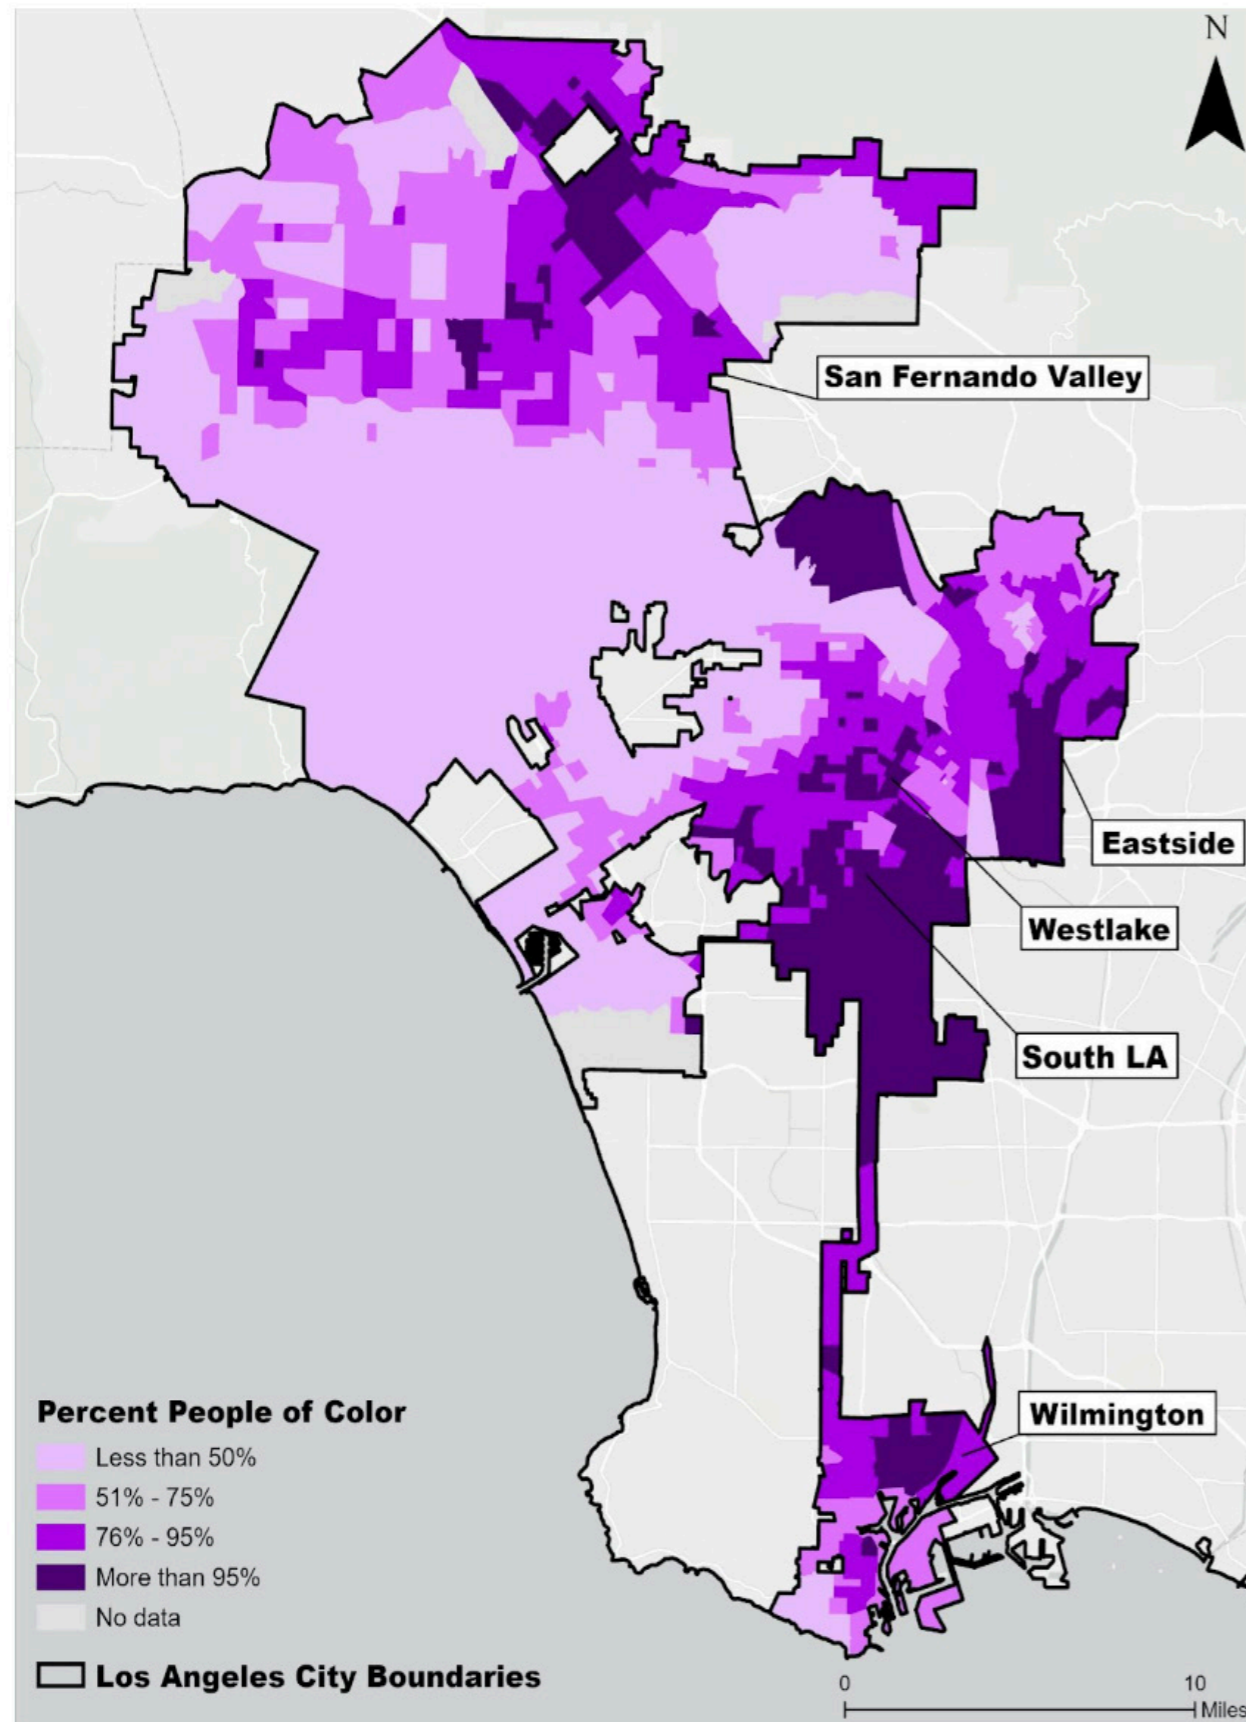 N
San Fernando Valley
Eastside
Westlake
South LA
Wilmington
Percent People of Color
Less than 50%
51% - 75%
76% - 95%
More than 95%
No data
Los Angeles City Boundaries
0 10
Miles